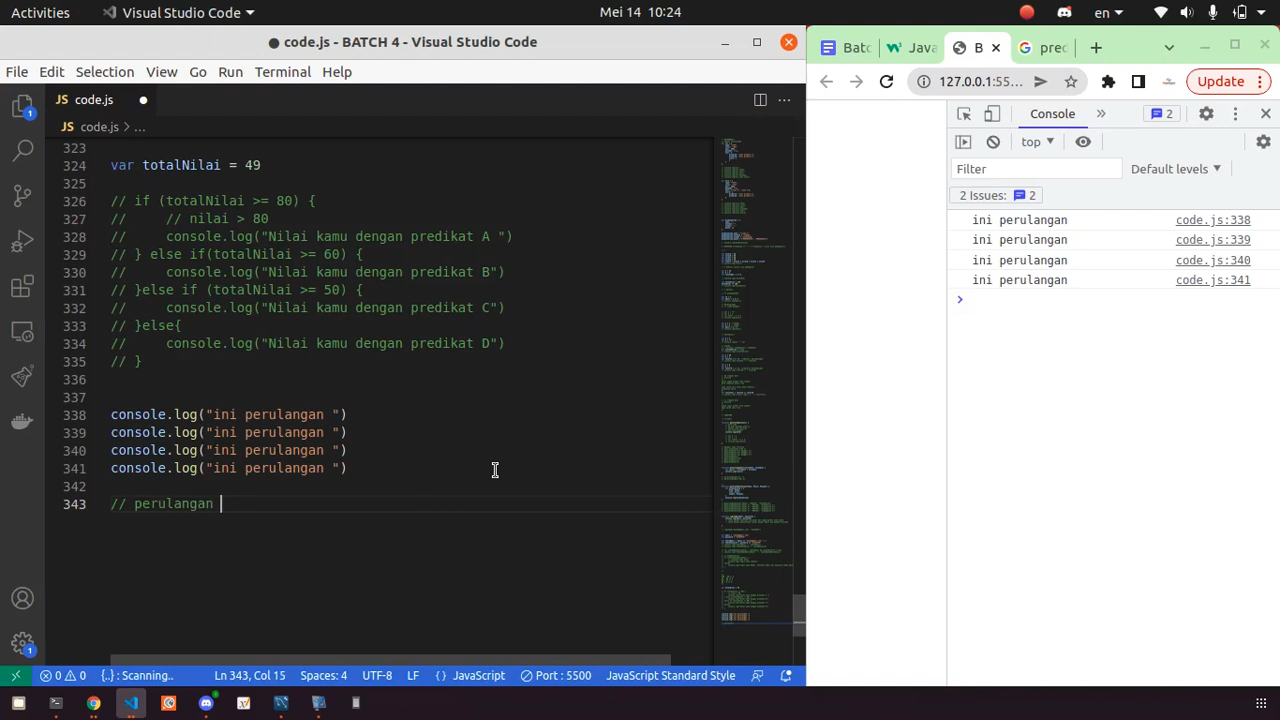 Activities Visual Studio Code Mei 14 10:24 en
code.js - BATCH 4 - Visual Studio Code
File Edit Selection View Go Run Terminal Help
JS code.js
JS code.js > ...
323
324 var totalNilai = 49
325
326 // if (totalNilai >= 80) {
327 // // nilai > 80
328 // console.log("Nilai kamu dengan predikat A ")
329 // } else if(totalNilai >= 60) {
330 // console.log("Nilai kamu dengan predikat B")
331 // }else if(totalNilai >= 50) {
332 // console.log("Nilai kamu dengan predikat C")
333 // }else{
334 // console.log("Nilai kamu dengan predikat D")
335 // }
336
337
338 console.log("ini perulangan ")
339 console.log("ini perulangan ")
340 console.log("ini perulangan ")
341 console.log("ini perulangan ")
342
343 // perulangan
1
1
0 0 {..} : Scanning.. Ln 343, Col 15 Spaces: 4 UTF-8 LF {} JavaScript Port : 5500 JavaScript Standard Style
Batc Java B prec
127.0.0.1:55... Update
Console 2
top
Filter Default levels
2 Issues: 2
ini perulangan code.js:338
ini perulangan code.js:339
ini perulangan code.js:340
ini perulangan code.js:341